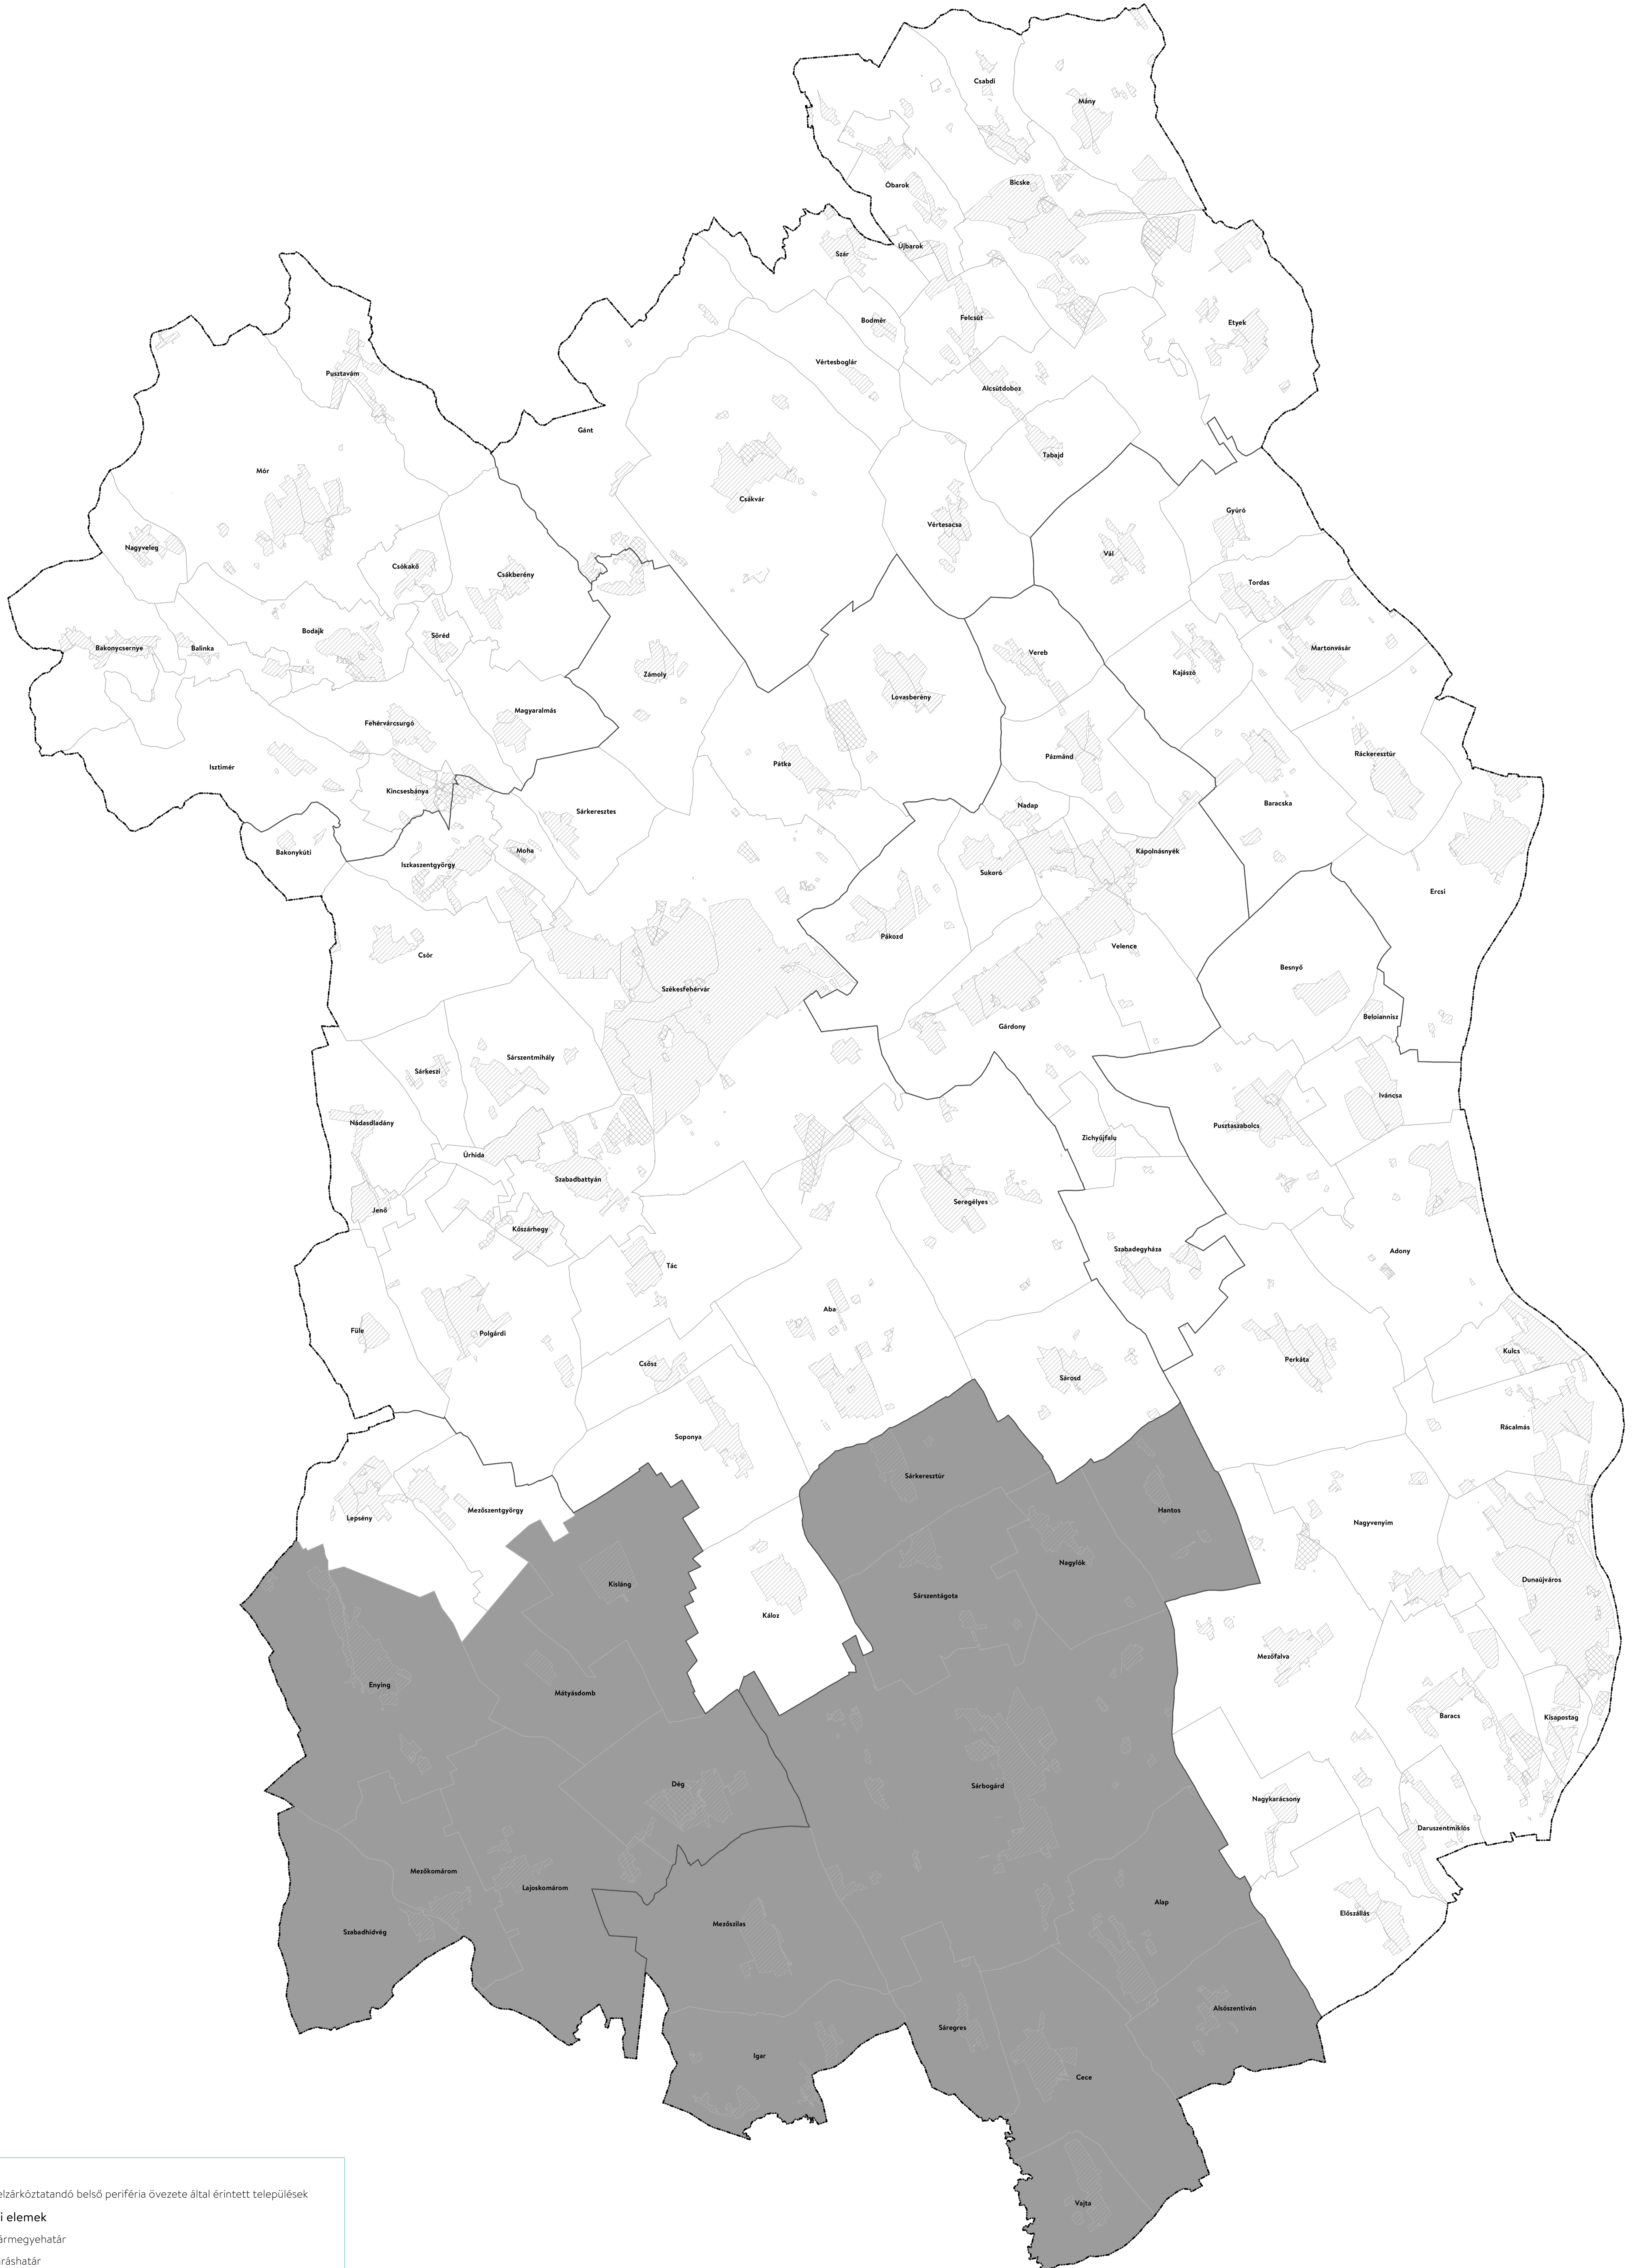 Csabdi
Mány
Óbarok
Bicske
Újbarok
Szár
Bodmér
Felcsút
Etyek
Vértesboglár
Pusztavám
Alcsútdoboz
Gánt
Tabajd
Mór
Csákvár
Gyúró
Vértesacsa
Nagyveleg
Vál
Csókakő
Csákberény
Tordas
Bodajk
Söréd
Bakonycsernye
Balinka
Martonvásár
Vereb
Kajászó
Zámoly
Lovasberény
Magyaralmás
Fehérvárcsurgó
Ráckeresztúr
Pázmánd
Pátka
Isztimér
Kincsesbánya
Baracska
Nadap
Sárkeresztes
Bakonykúti
Moha
Kápolnásnyék
Iszkaszentgyörgy
Sukoró
Ercsi
Pákozd
Velence
Csór
Besnyő
Székesfehérvár
Beloiannisz
Gárdony
Sárszentmihály
Sárkeszi
Iváncsa
Nádasdladány
Pusztaszabolcs
Zichyújfalu
Úrhida
Szabadbattyán
Seregélyes
Jenő
Kőszárhegy
Szabadegyháza
Adony
Tác
Aba
Füle
Polgárdi
Kulcs
Perkáta
Csősz
Sárosd
Rácalmás
Soponya
Sárkeresztúr
Mezőszentgyörgy
Hantos
Lepsény
Nagyvenyim
Nagylók
Dunaújváros
Kisláng
Sárszentágota
Káloz
Mezőfalva
Enying
Mátyásdomb
Baracs
Kisapostag
Dég
Sárbogárd
Nagykarácsony
Daruszentmiklós
Mezőkomárom
Lajoskomárom
Alap
Előszállás
Mezőszilas
Szabadhídvég
Alsószentiván
Sáregres
Igar
Cece
Vajta
elzárkóztatandó belső periféria övezete által érintett települések
i elemek
ármegyehatár
áráshatár